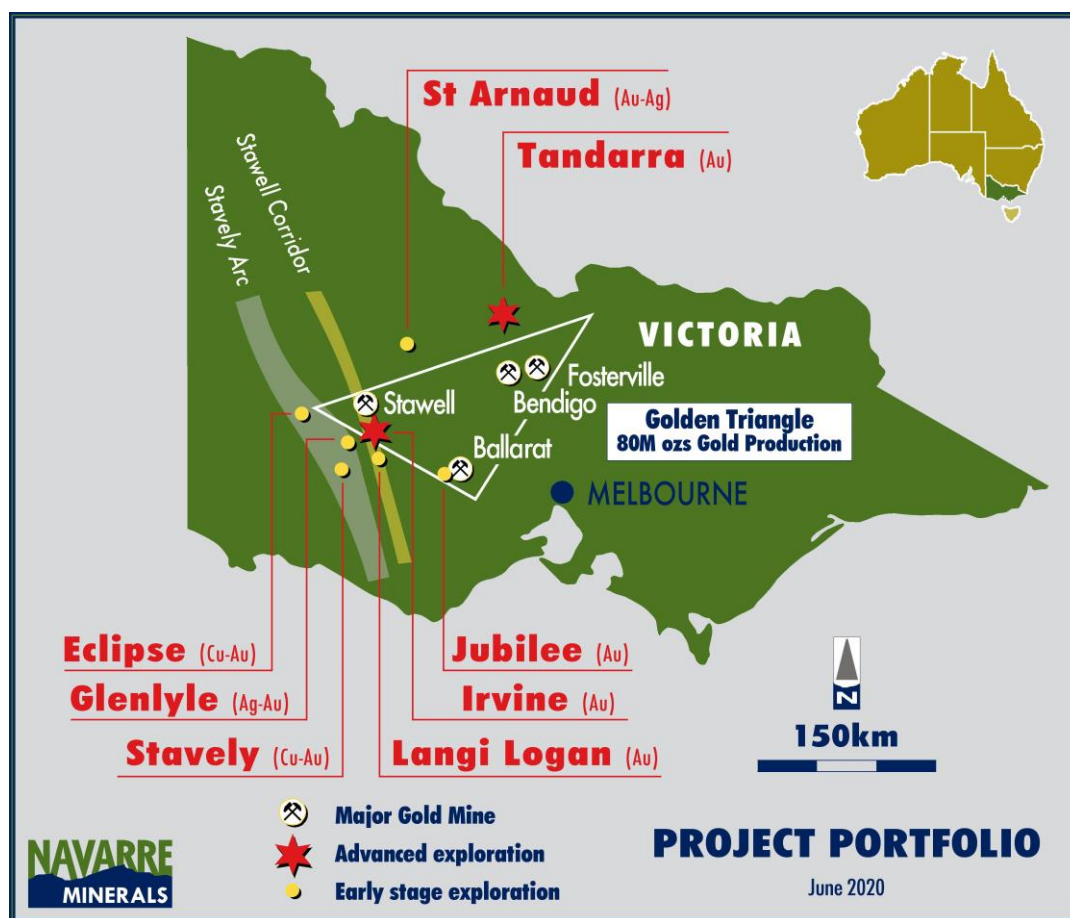 St Arnaud (Au-Ag)
Tandarra (Au)
Stawell Corridor
Stavely Arc
VICTORIA
Fosterville
Stawell
Bendigo
Golden Triangle
80M ozs Gold Production
Ballarat
MELBOURNE
Eclipse (Cu-Au)
Jubilee (Au)
Glenlyle (Ag-Au)
Irvine (Au)
Stavely (Cu-Au)
Langi Logan (Au)
N
150km
Major Gold Mine
Advanced exploration
Early stage exploration
NAVARRE
MINERALS
PROJECT PORTFOLIO
June 2020